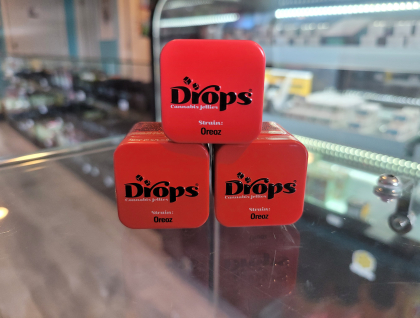 Drops
Cannabis jellies
Strain:
Oreoz
Drops
Cannabis jellies
Strain:
Oreoz
Drops
Cannabis jellies
Strain:
Oreoz